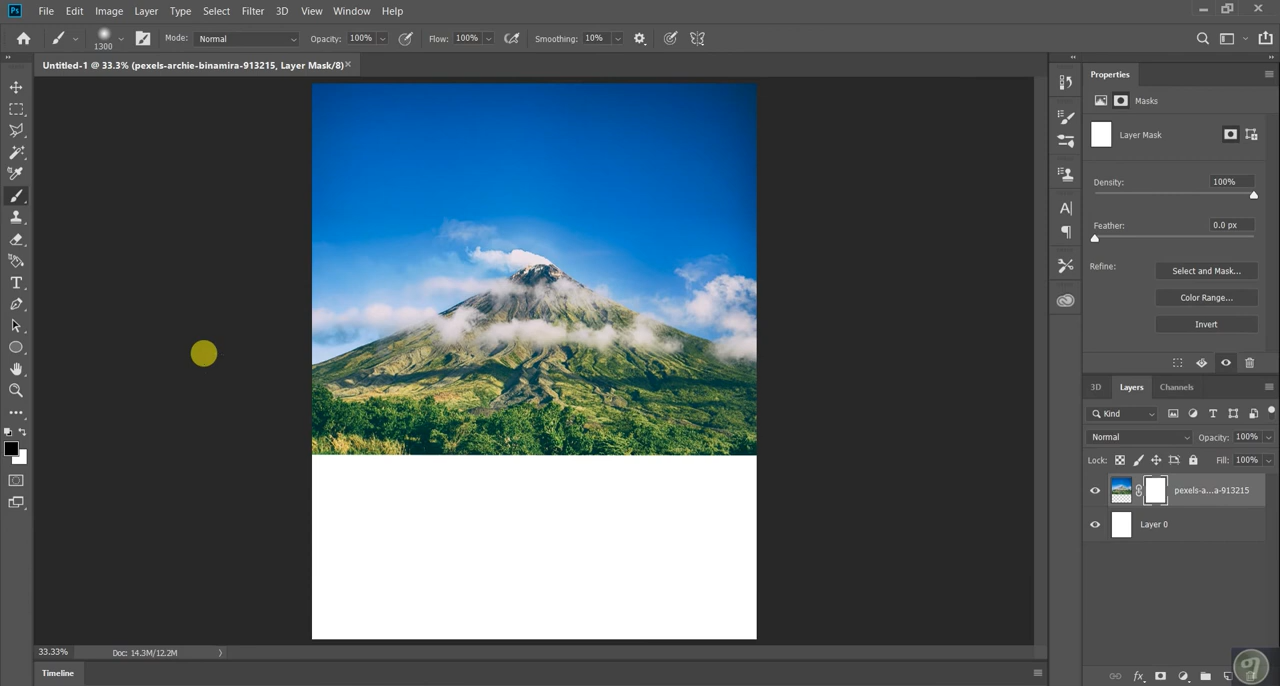 Ps File Edit Image Layer Type Select Filter 3D View Window Help
1300 Mode: Normal Opacity: 100% Flow: 100% Smoothing: 10%
Untitled-1 @ 33.3% (pexels-archie-binamira-913215, Layer Mask/8)
Properties
Masks
Layer Mask
Density: 100%
Feather: 0.0 px
Refine: Select and Mask...
Color Range...
Invert
3D Layers Channels
Kind
Normal Opacity: 100%
Lock: Fill: 100%
pexels-a...a-913215
Layer 0
33.33% Doc: 14.3M/12.2M
Timeline